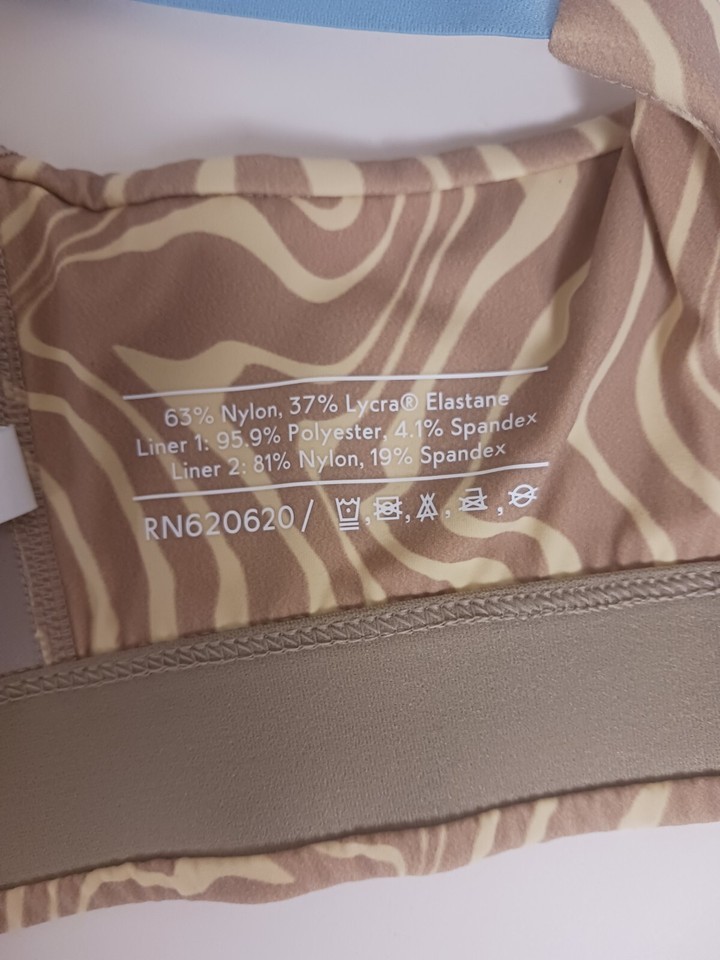 63% Nylon, 37% Lycra® Elastane
Liner 1: 95.9% Polyester, 4.1% Spandex
Liner 2: 81% Nylon, 19% Spandex
RN620620/ , , , ,